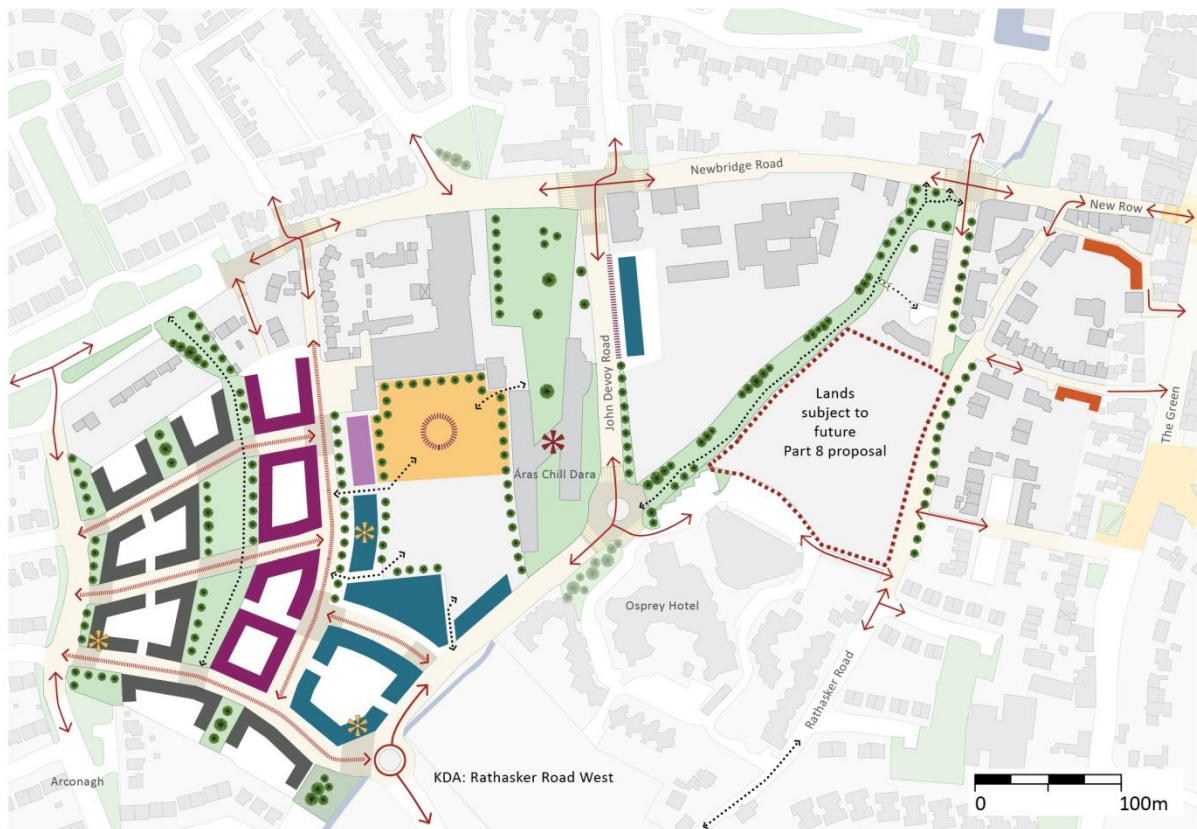 Newbridge Road
New Row
John Devoy Road
The Green
Lands
subject to
future
Part 8 proposal
Áras Chill Dara
Osprey Hotel
Rathasker Road
KDA: Rathasker Road West
Arconagh
0 100m